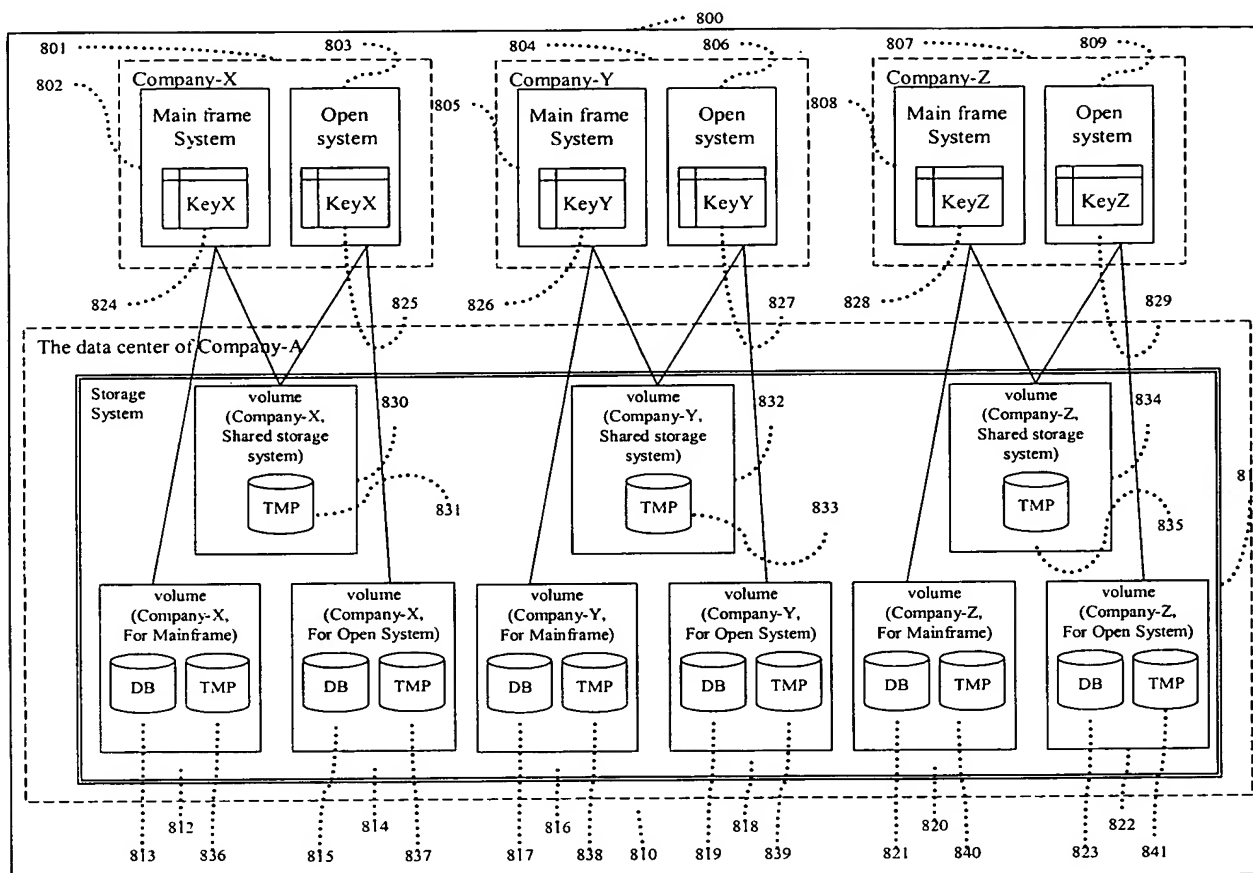 800
801
803
804
806
807
809
802
Company-X
805
Company-Y
808
Company-Z
Main frame
System
Open
system
Main frame
System
Open
system
Main frame
System
Open
system
KeyX
KeyX
KeyY
KeyY
KeyZ
KeyZ
824
825
826
827
828
829
The data center of Company-A
Storage
System
volume
(Company-X,
Shared storage
system)
TMP
830
831
volume
(Company-Y,
Shared storage
system)
TMP
832
833
volume
(Company-Z,
Shared storage
system)
TMP
834
835
volume
(Company-X,
For Mainframe)
DB
TMP
volume
(Company-X,
For Open System)
DB
TMP
volume
(Company-Y,
For Mainframe)
DB
TMP
volume
(Company-Y,
For Open System)
DB
TMP
volume
(Company-Z,
For Mainframe)
DB
TMP
volume
(Company-Z,
For Open System)
DB
TMP
812
814
816
818
820
822
813
836
815
837
817
838
810
819
839
821
840
823
841